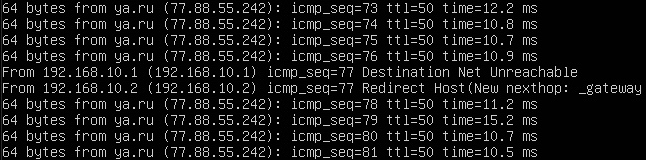 64 bytes from ya.ru (77.88.55.242): icmp_seq=73 ttl=50 time=12.2 ms
64 bytes from ya.ru (77.88.55.242): icmp_seq=74 ttl=50 time=10.8 ms
64 bytes from ya.ru (77.88.55.242): icmp_seq=75 ttl=50 time=10.7 ms
64 bytes from ya.ru (77.88.55.242): icmp_seq=76 ttl=50 time=10.9 ms
From 192.168.10.1 (192.168.10.1) icmp_seq=77 Destination Net Unreachable
From 192.168.10.2 (192.168.10.2) icmp_seq=77 Redirect Host(New nexthop: _gateway
64 bytes from ya.ru (77.88.55.242): icmp_seq=78 ttl=50 time=11.2 ms
64 bytes from ya.ru (77.88.55.242): icmp_seq=79 ttl=50 time=15.2 ms
64 bytes from ya.ru (77.88.55.242): icmp_seq=80 ttl=50 time=10.7 ms
64 bytes from ya.ru (77.88.55.242): icmp_seq=81 ttl=50 time=10.5 ms